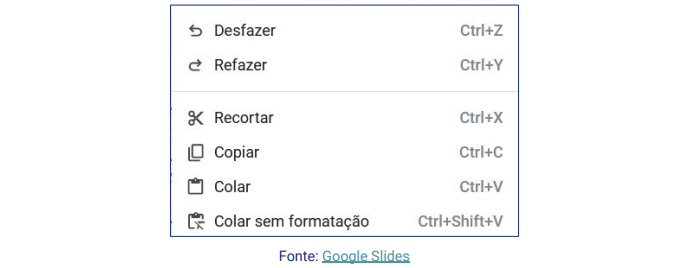 Desfazer Ctrl+Z
Refazer Ctrl+Y
Recortar Ctrl+X
Copiar Ctrl+C
Colar Ctrl+V
Colar sem formatação Ctrl+Shift+V
Fonte: Google Slides